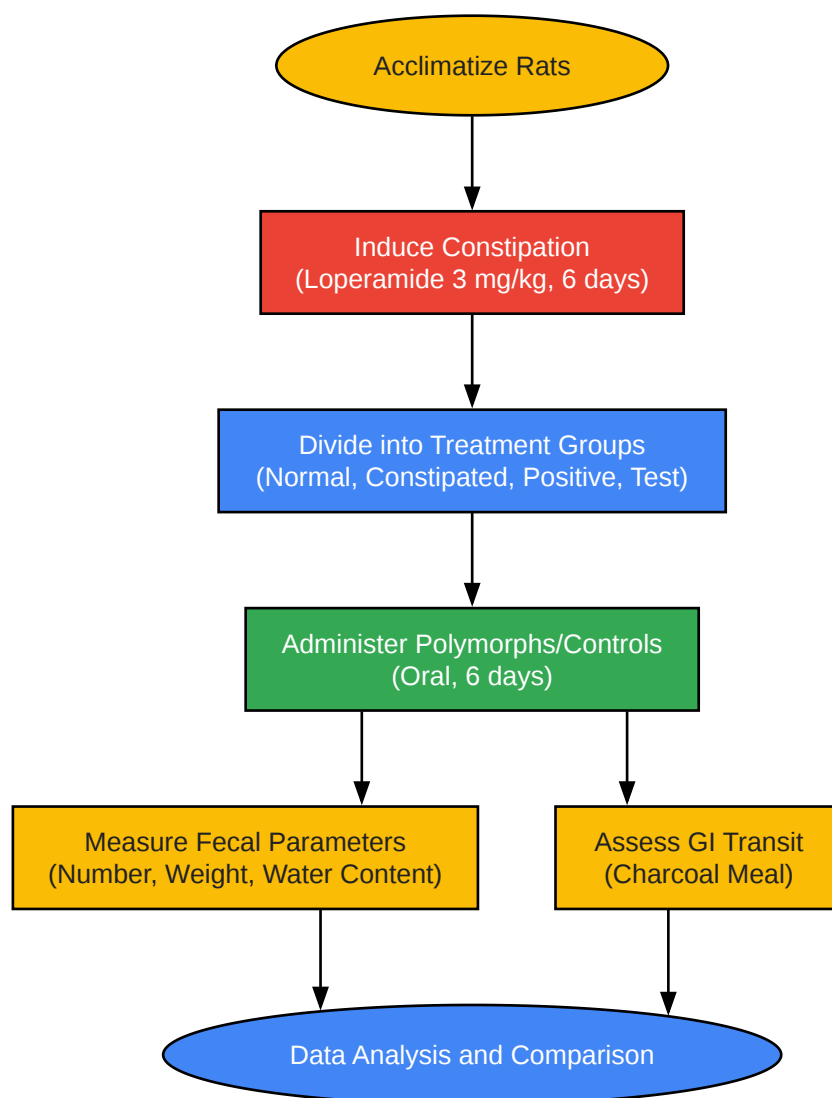 Acclimatize Rats
Induce Constipation
(Loperamide 3 mg/kg, 6 days)
Divide into Treatment Groups
(Normal, Constipated, Positive, Test)
Administer Polymorphs/Controls
(Oral, 6 days)
Measure Fecal Parameters
(Number, Weight, Water Content)
Assess GI Transit
(Charcoal Meal)
Data Analysis and Comparison